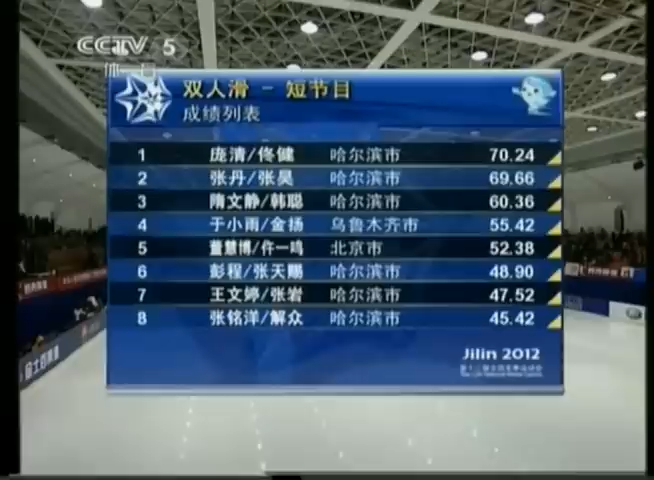 CCTV 5
体育
双人滑 - 短节目
成绩列表
1 庞清/佟健 哈尔滨市 70.24
2 张丹/张昊 哈尔滨市 69.66
3 隋文静/韩聪 哈尔滨市 60.36
4 于小雨/金扬 乌鲁木齐市 55.42
5 董慧博/仵一鸣 北京市 52.38
6 彭程/张天赐 哈尔滨市 48.90
7 王文婷/张岩 哈尔滨市 47.52
8 张铭洋/解众 哈尔滨市 45.42
Jilin 2012